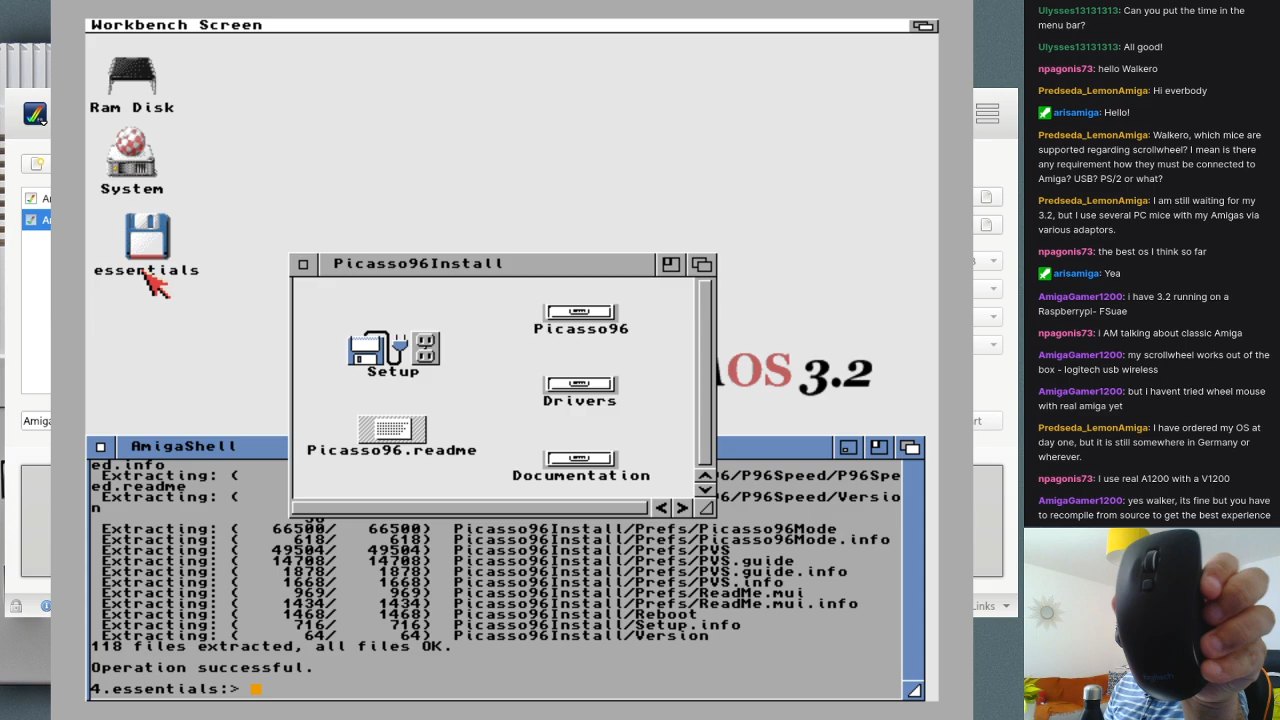 Workbench Screen
Ram Disk
System
essentials
Picasso96Install
Setup
Picasso96.readme
Picasso96
Drivers
Documentation
OS 3.2
AmigaShell
ed.info
Extracting: ( 6/P96Speed/P96Spe
ed.readme
Extracting: ( 6/P96Speed/Versio
n
Extracting: ( 66500/ 66500) Picasso96Install/Prefs/Picasso96Mode
Extracting: ( 618/ 618) Picasso96Install/Prefs/Picasso96Mode.info
Extracting: ( 49504/ 49504) Picasso96Install/Prefs/PVS
Extracting: ( 14708/ 14708) Picasso96Install/Prefs/PVS.guide
Extracting: ( 1878/ 1878) Picasso96Install/Prefs/PVS.guide.info
Extracting: ( 1668/ 1668) Picasso96Install/Prefs/PVS.info
Extracting: ( 969/ 969) Picasso96Install/Prefs/ReadMe.mui
Extracting: ( 1434/ 1434) Picasso96Install/Prefs/ReadMe.mui.info
Extracting: ( 1468/ 1468) Picasso96Install/Reboot
Extracting: ( 716/ 716) Picasso96Install/Setup.info
Extracting: ( 64/ 64) Picasso96Install/Version
118 files extracted, all files OK.
Operation successful.
4.essentials:>
Amiga
rt
Links
Ulysses13131313: Can you put the time in the
menu bar?
Ulysses13131313: All good!
npagonis73: hello Walkero
Predseda_LemonAmiga: Hi everbody
arisamiga: Hello!
Predseda_LemonAmiga: Walkero, which mice are
supported regarding scrollwheel? I mean is there
any requirement how they must be connected to
Amiga? USB? PS/2 or what?
Predseda_LemonAmiga: I am still waiting for my
3.2, but I use several PC mice with my Amigas via
various adaptors.
npagonis73: the best os I think so far
arisamiga: Yea
AmigaGamer1200: i have 3.2 running on a
Raspberrypi- FSuae
npagonis73: I AM talking about classic Amiga
AmigaGamer1200: my scrollwheel works out of the
box - logitech usb wireless
AmigaGamer1200: but i havent tried wheel mouse
with real amiga yet
Predseda_LemonAmiga: I have ordered my OS at
day one, but it is still somewhere in Germany or
wherever.
npagonis73: I use real A1200 with a V1200
AmigaGamer1200: yes walker, its fine but you have
to recompile from source to get the best experience